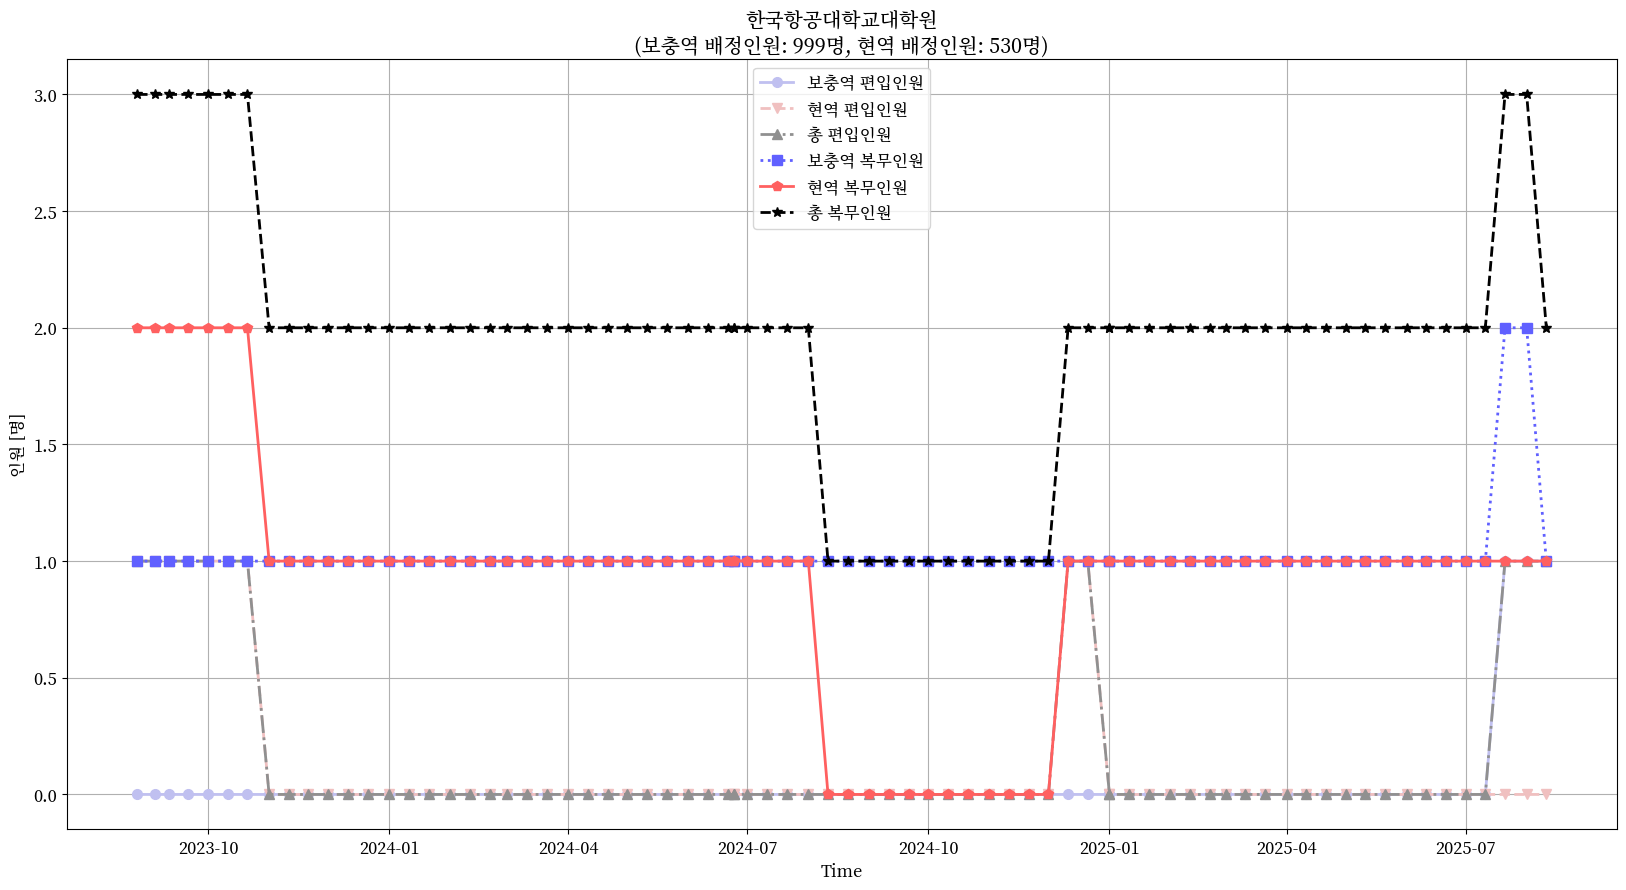 한국항공대학교대학원
(보충역 배정인원: 999명, 현역 배정인원: 530명)
보충역 편입인원
현역 편입인원
총 편입인원
보충역 복무인원
현역 복무인원
총 복무인원
3.0
2.5
2.0
1.5
1.0
0.5
0.0
인원 [명]
2023-10
2024-01
2024-04
2024-07
2024-10
2025-01
2025-04
2025-07
Time